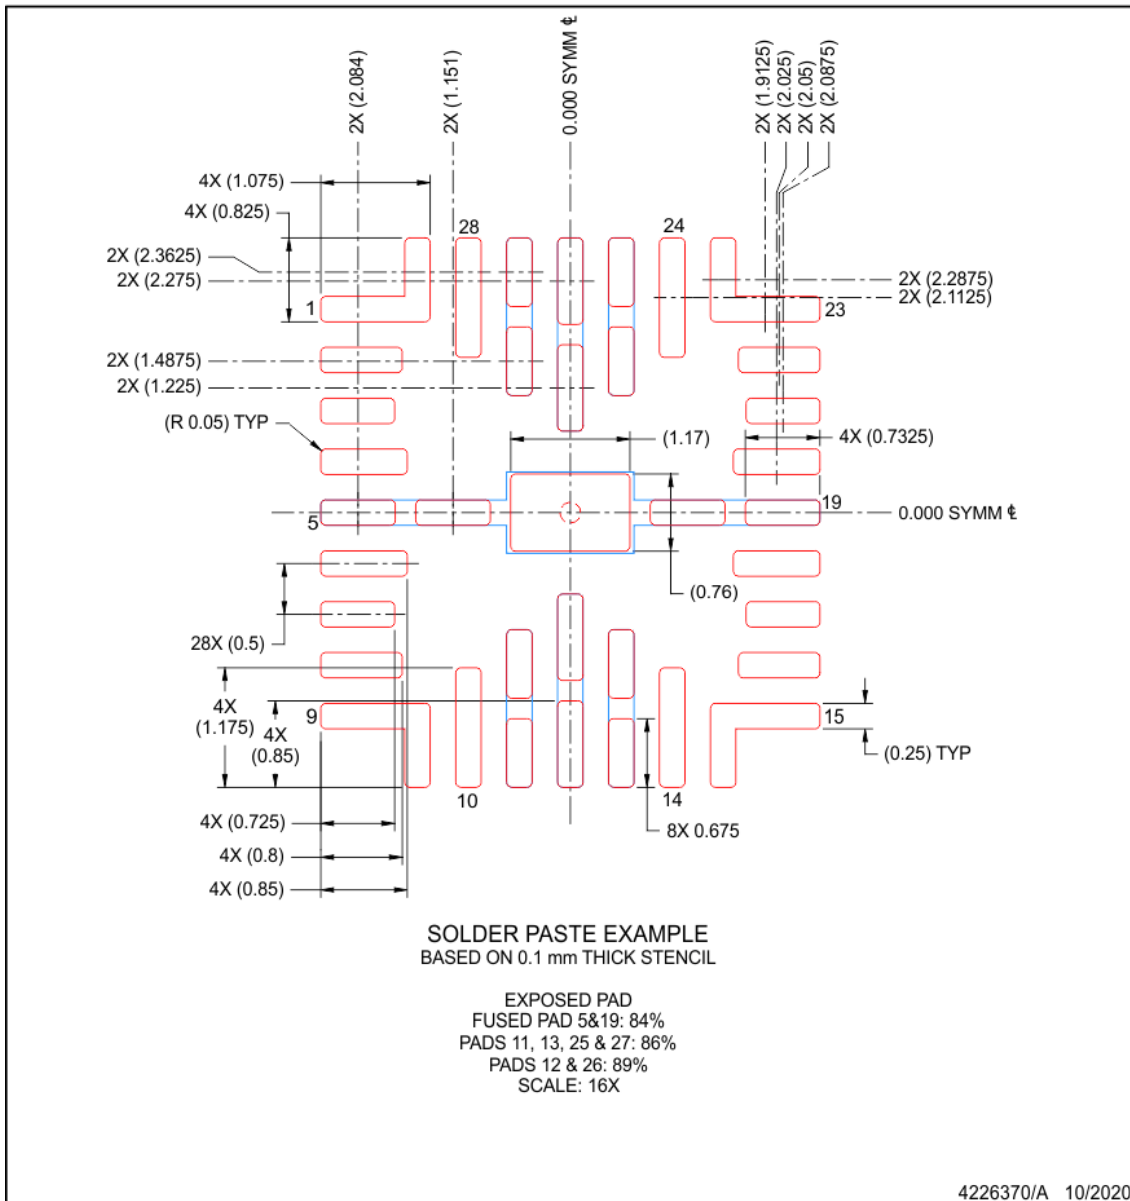 2X (2.084)
2X (1.151)
0.000 SYMM ℄
2X (1.9125)
2X (2.025)
2X (2.05)
2X (2.0875)
4X (1.075)
4X (0.825)
28
24
2X (2.3625)
2X (2.275)
2X (2.2875)
2X (2.1125)
1
23
2X (1.4875)
2X (1.225)
(R 0.05) TYP
(1.17)
4X (0.7325)
5
19
0.000 SYMM ℄
(0.76)
28X (0.5)
4X
(1.175)
9
4X
(0.85)
15
(0.25) TYP
10
14
4X (0.725)
8X 0.675
4X (0.8)
4X (0.85)
SOLDER PASTE EXAMPLE
BASED ON 0.1 mm THICK STENCIL
EXPOSED PAD
FUSED PAD 5&19: 84%
PADS 11, 13, 25 & 27: 86%
PADS 12 & 26: 89%
SCALE: 16X
4226370/A 10/2020